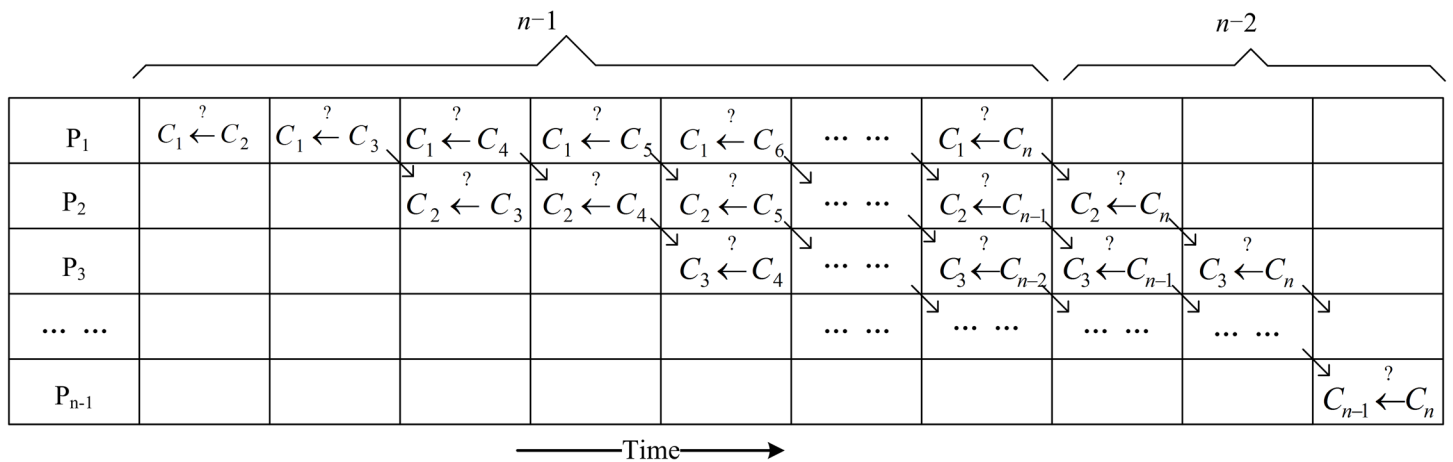 n−1 n−2
P₁ C₁ ←? C₂ C₁ ←? C₃ C₁ ←? C₄ C₁ ←? C₅ C₁ ←? C₆ ... ... C₁ ←? Cₙ
P₂ C₂ ←? C₃ C₂ ←? C₄ C₂ ←? C₅ ... ... C₂ ←? Cₙ₋₁ C₂ ←? Cₙ
P₃ C₃ ←? C₄ ... ... C₃ ←? Cₙ₋₂ C₃ ←? Cₙ₋₁ C₃ ←? Cₙ
... ... ... ... ... ... ... ... ... ...
Pₙ₋₁ Cₙ₋₁ ←? Cₙ
Time